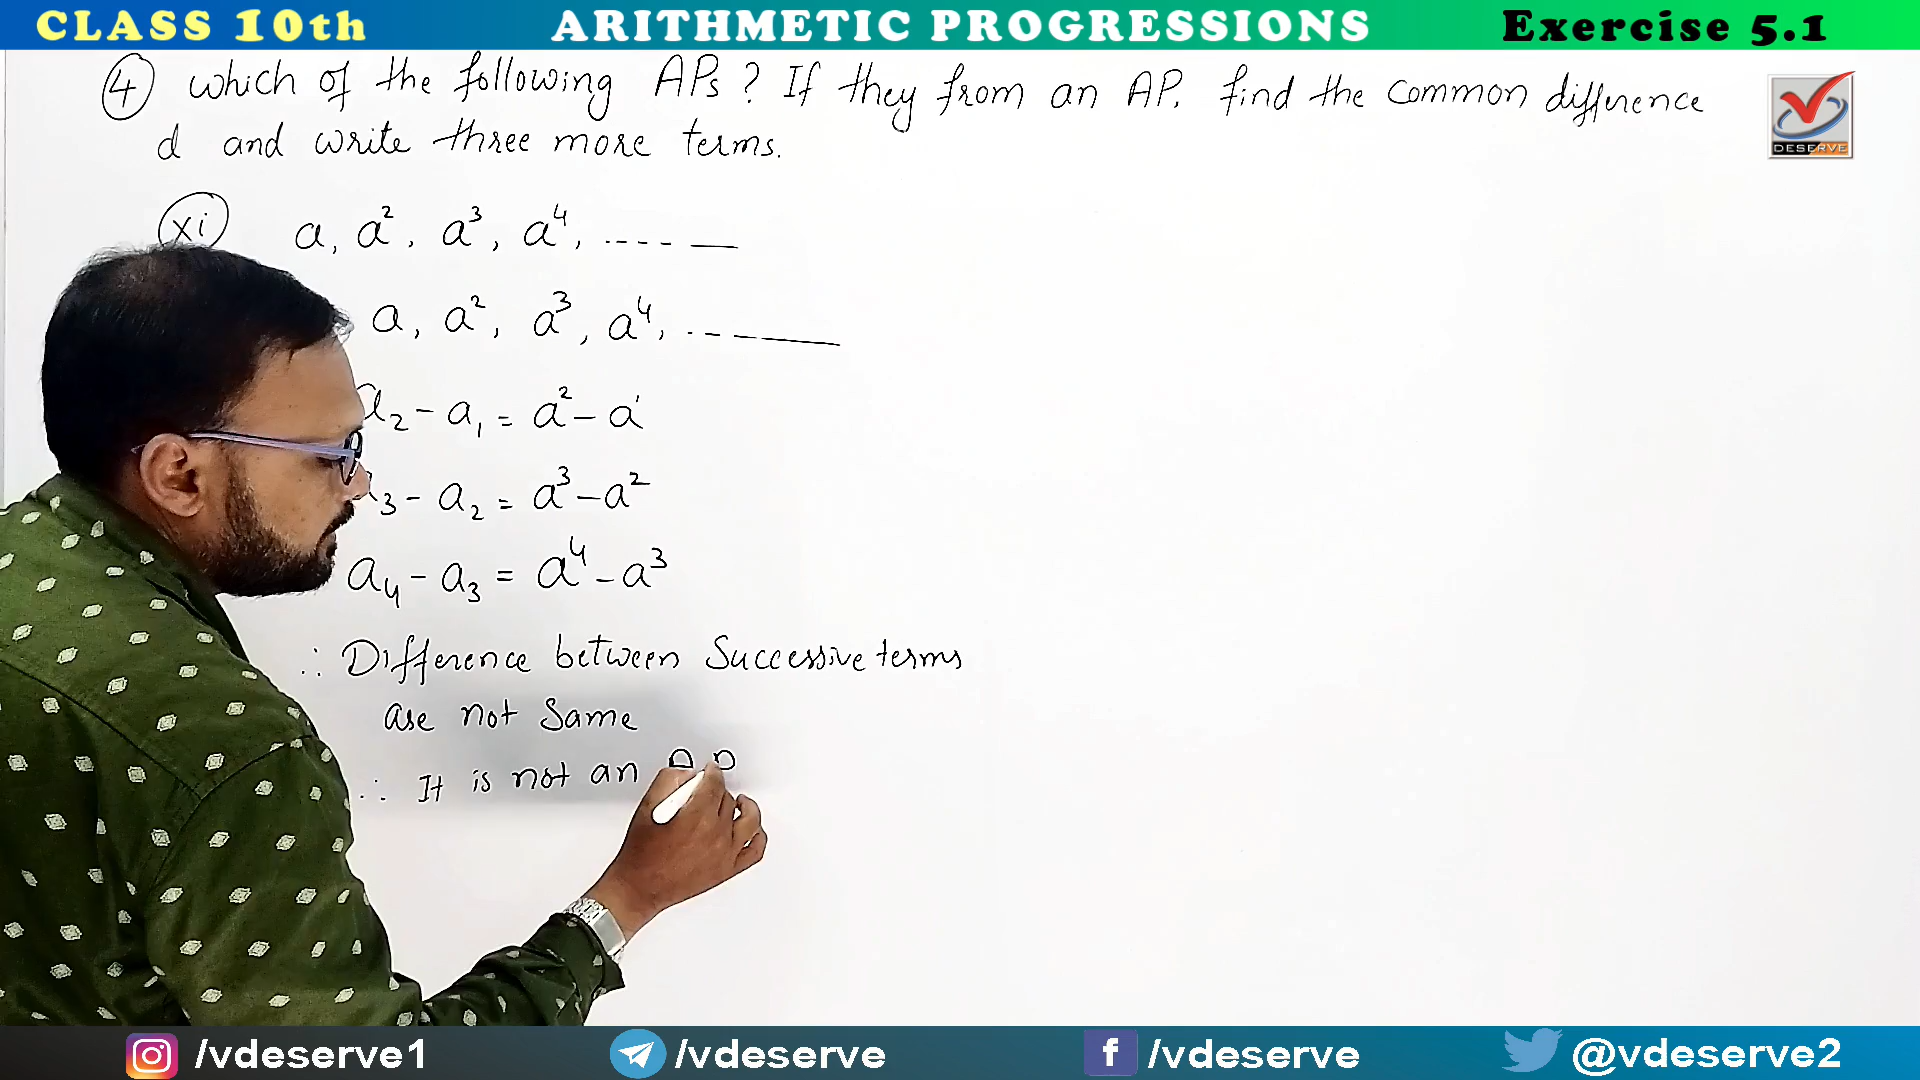 CLASS 10th ARITHMETIC PROGRESSIONS Exercise 5.1
4 which of the following APs? If they from an AP. find the common difference
d and write three more terms.
DESERVE
xi a, a², a³, a⁴, ---- —
a, a², a³, a⁴, ------
a₂ - a₁ = a² - a¹
₃ - a₂ = a³ - a²
a₄ - a₃ = a⁴ - a³
∴ Difference between Successive terms
are not Same
∴ It is not an A.P
/vdeserve1 /vdeserve /vdeserve @vdeserve2